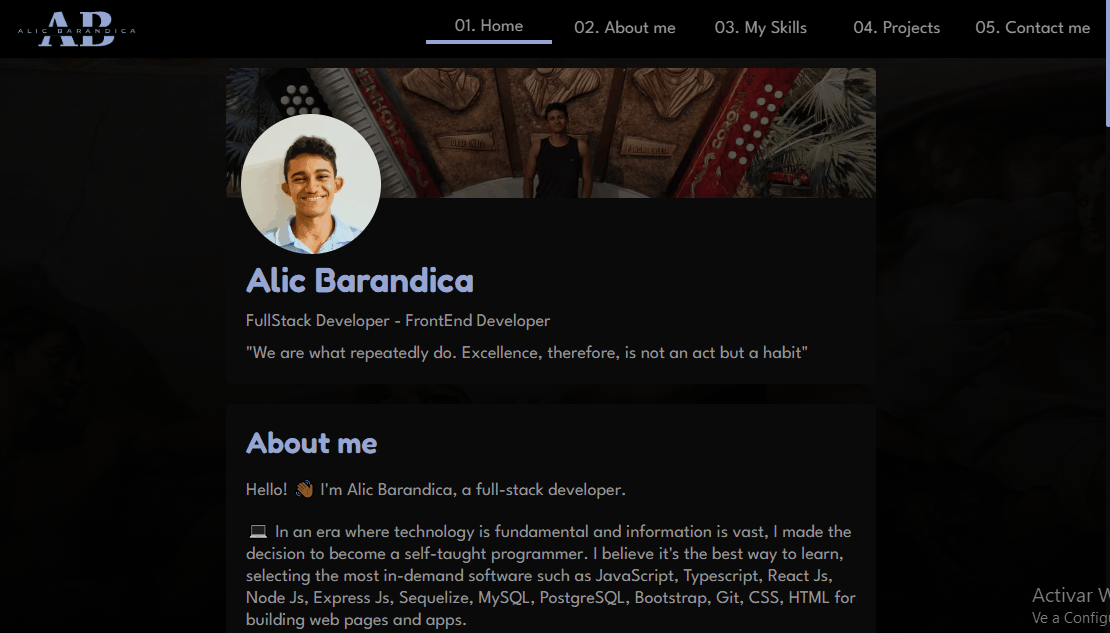 AB
ALIC BARANDICA
01. Home
02. About me
03. My Skills
04. Projects
05. Contact me
Alic Barandica
FullStack Developer - FrontEnd Developer
"We are what repeatedly do. Excellence, therefore, is not an act but a habit"
About me
Hello! 👋🏾 I'm Alic Barandica, a full-stack developer.
💻 In an era where technology is fundamental and information is vast, I made the
decision to become a self-taught programmer. I believe it's the best way to learn,
selecting the most in-demand software such as JavaScript, Typescript, React Js,
Node Js, Express Js, Sequelize, MySQL, PostgreSQL, Bootstrap, Git, CSS, HTML for
building web pages and apps.
Activar W
Ve a Config